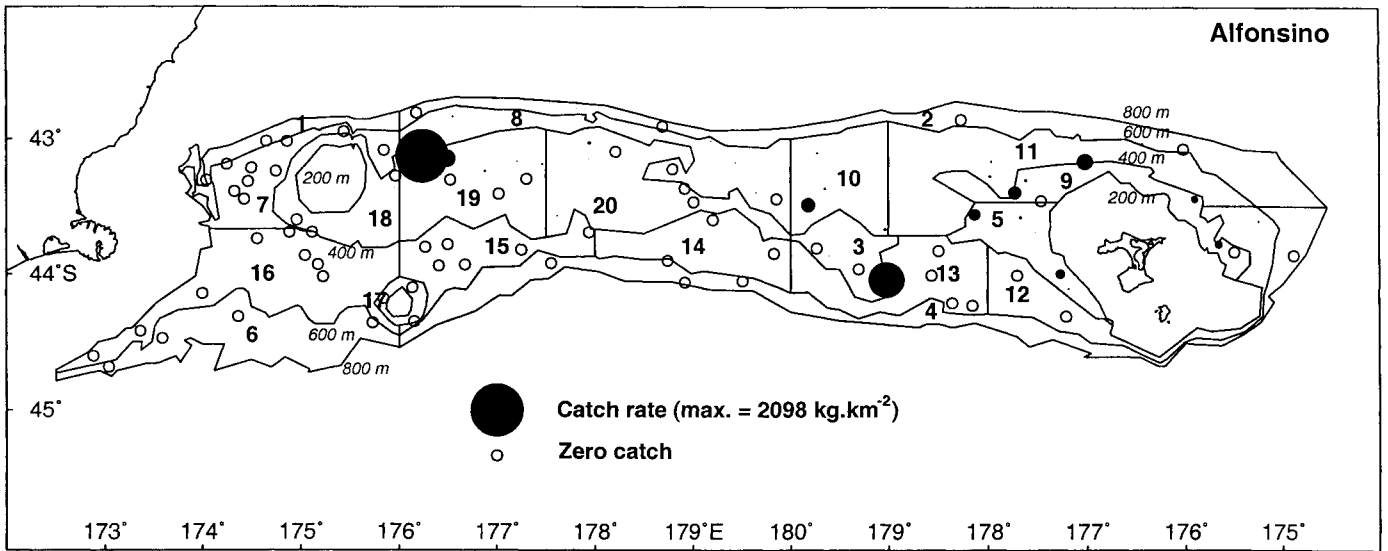 Alfonsino
800 m
1
8
2
43°
600 m
11
400 m
200 m
10
9
7
19
200 m
18
20
5
400 m
15
14
3
44°S
16
13
17
12
6
600 m
4
800 m
Catch rate (max. = 2098 kg.km-2)
45°
Zero catch
173° 174° 175° 176° 177° 178° 179°E 180° 179° 178° 177° 176° 175°